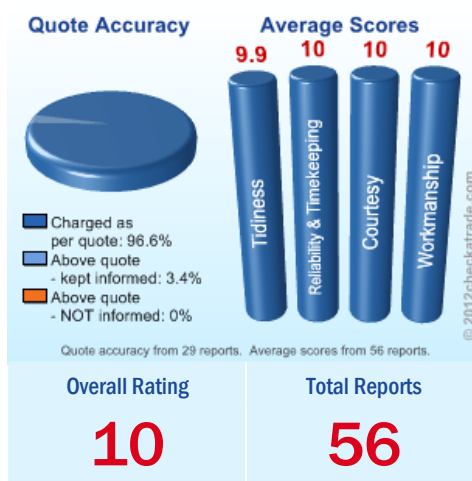 Quote Accuracy
Average Scores
9.9
10
10
10
Tidiness
Reliability & Timekeeping
Courtesy
Workmanship
Charged as
per quote: 96.6%
Above quote
- kept informed: 3.4%
Above quote
- NOT informed: 0%
© 2012checkatrade.com
Quote accuracy from 29 reports. Average scores from 56 reports.
Overall Rating
10
Total Reports
56